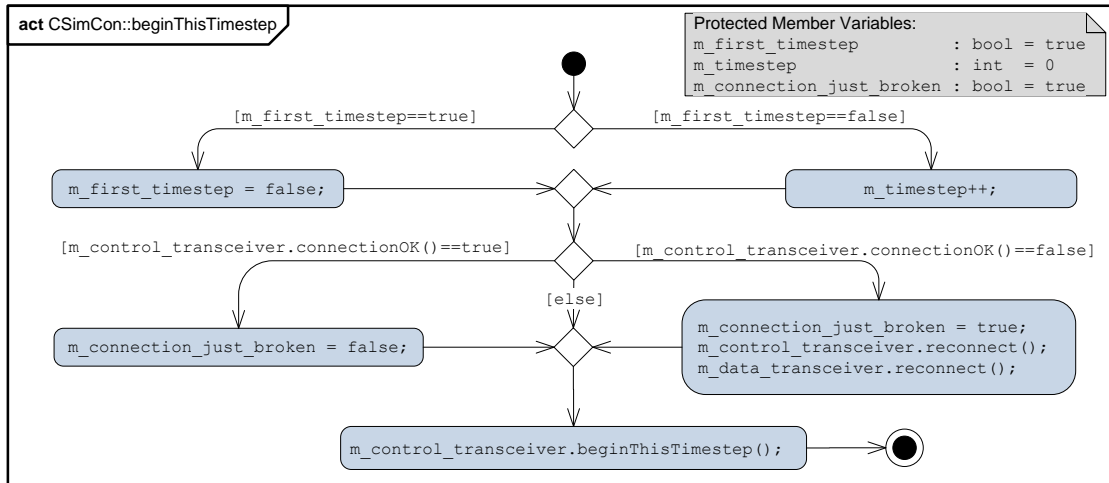 act CSimCon::beginThisTimestep
Protected Member Variables:
m_first_timestep : bool = true
m_timestep : int = 0
m_connection_just_broken : bool = true
[m_first_timestep==true]
[m_first_timestep==false]
m_first_timestep = false;
m_timestep++;
[m_control_transceiver.connectionOK()==true]
[m_control_transceiver.connectionOK()==false]
[else]
m_connection_just_broken = false;
m_connection_just_broken = true;
m_control_transceiver.reconnect();
m_data_transceiver.reconnect();
m_control_transceiver.beginThisTimestep();